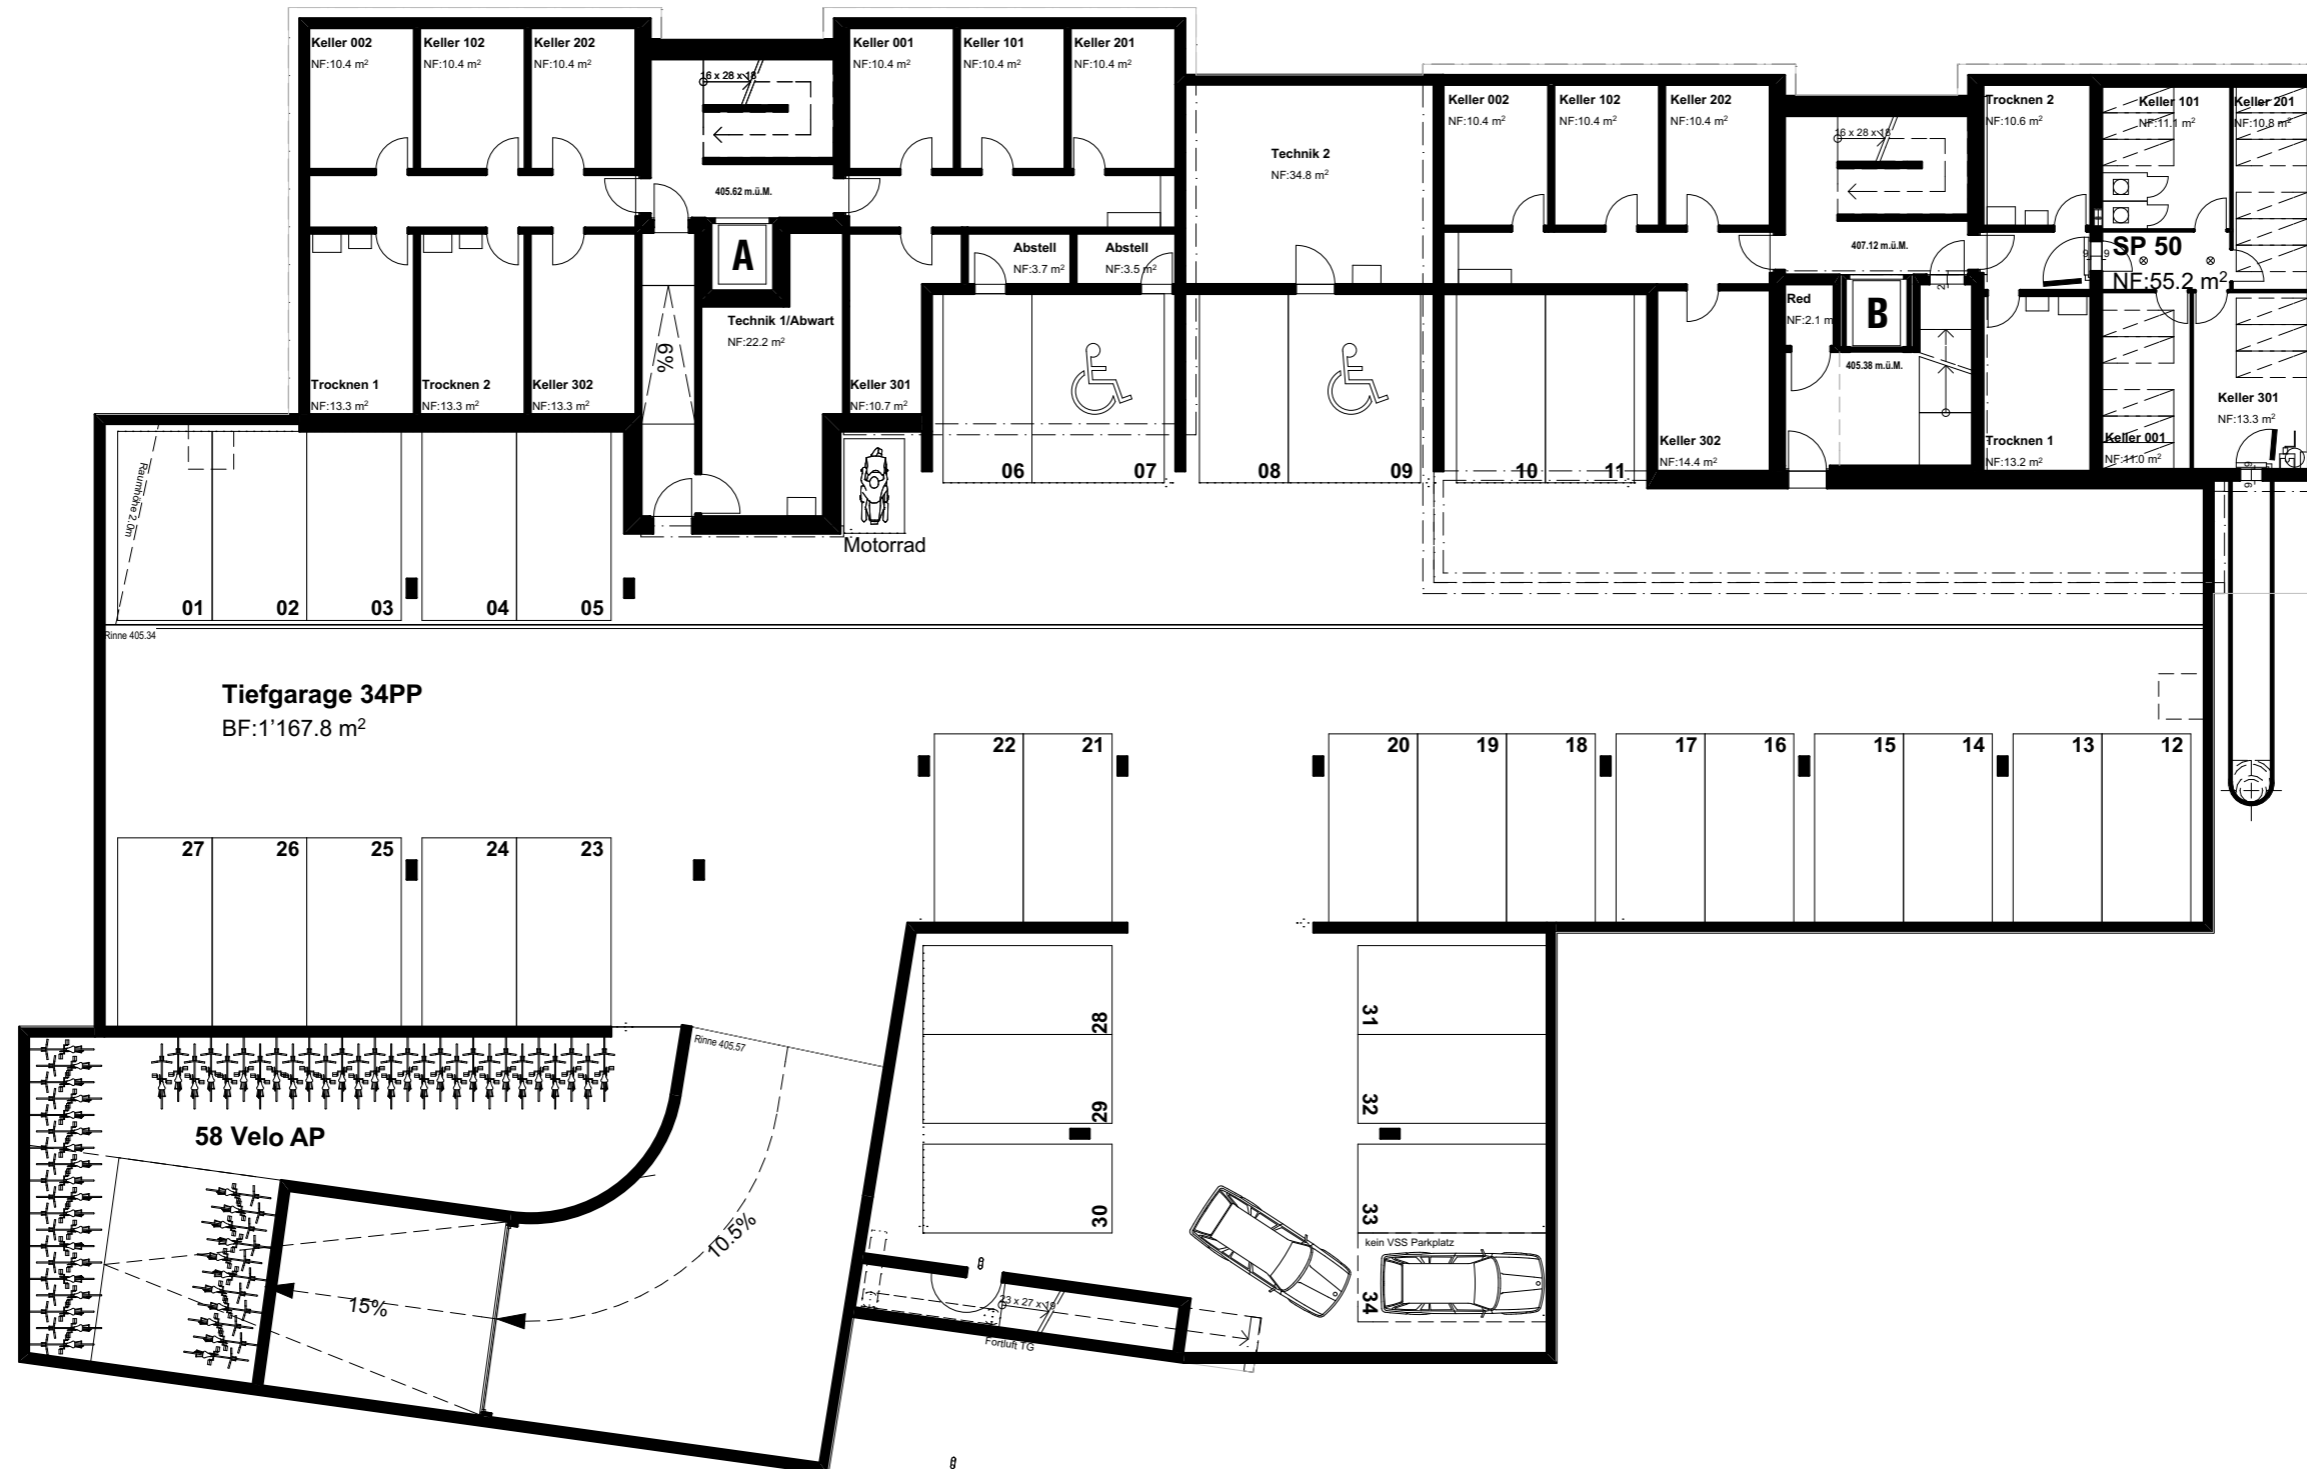 Keller 002
NF:10.4 m²
Keller 102
NF:10.4 m²
Keller 202
NF:10.4 m²
16 x 28 x 18
405.62 m.ü.M.
A
Keller 001
NF:10.4 m²
Keller 101
NF:10.4 m²
Keller 201
NF:10.4 m²
Technik 2
NF:34.8 m²
Keller 002
NF:10.4 m²
Keller 102
NF:10.4 m²
Keller 202
NF:10.4 m²
16 x 28 x 18
407.12 m.ü.M.
Trocknen 2
NF:10.6 m²
Keller 101
NF:11.1 m²
Keller 201
NF:10.8 m²
SP 50
NF:55.2 m²
9
9
Trocknen 1
NF:13.3 m²
Trocknen 2
NF:13.3 m²
Keller 302
NF:13.3 m²
6%
Technik 1/Abwart
NF:22.2 m²
Keller 301
NF:10.7 m²
Abstell
NF:3.7 m²
Abstell
NF:3.5 m²
Red
NF:2.1 m
B
2
405.38 m.ü.M.
Keller 302
NF:14.4 m²
Trocknen 1
NF:13.2 m²
Keller 001
NF:11.0 m²
Keller 301
NF:13.3 m²
Raumhöhe 2.0m
Motorrad
01
02
03
04
05
06
07
08
09
10
11
Rinne 405.34
Tiefgarage 34PP
BF:1'167.8 m²
22
21
20
19
18
17
16
15
14
13
12
27
26
25
24
23
Rinne 405.57
28
29
30
31
32
33
kein VSS Parkplatz
34
58 Velo AP
10.5%
15%
23 x 27 x 19
Fortluft TG